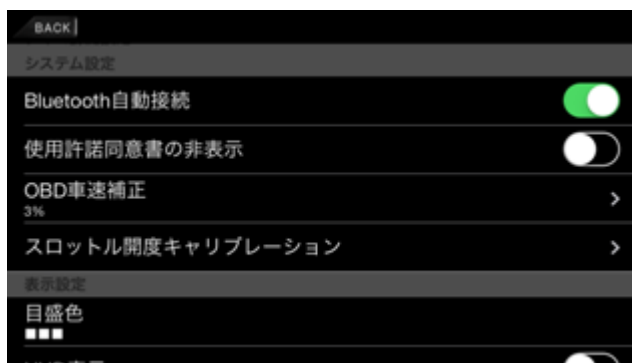 BACK
システム設定
Bluetooth自動接続
使用許諾同意書の非表示
OBD車速補正
3%
スロットル開度キャリブレーション
表示設定
目盛色